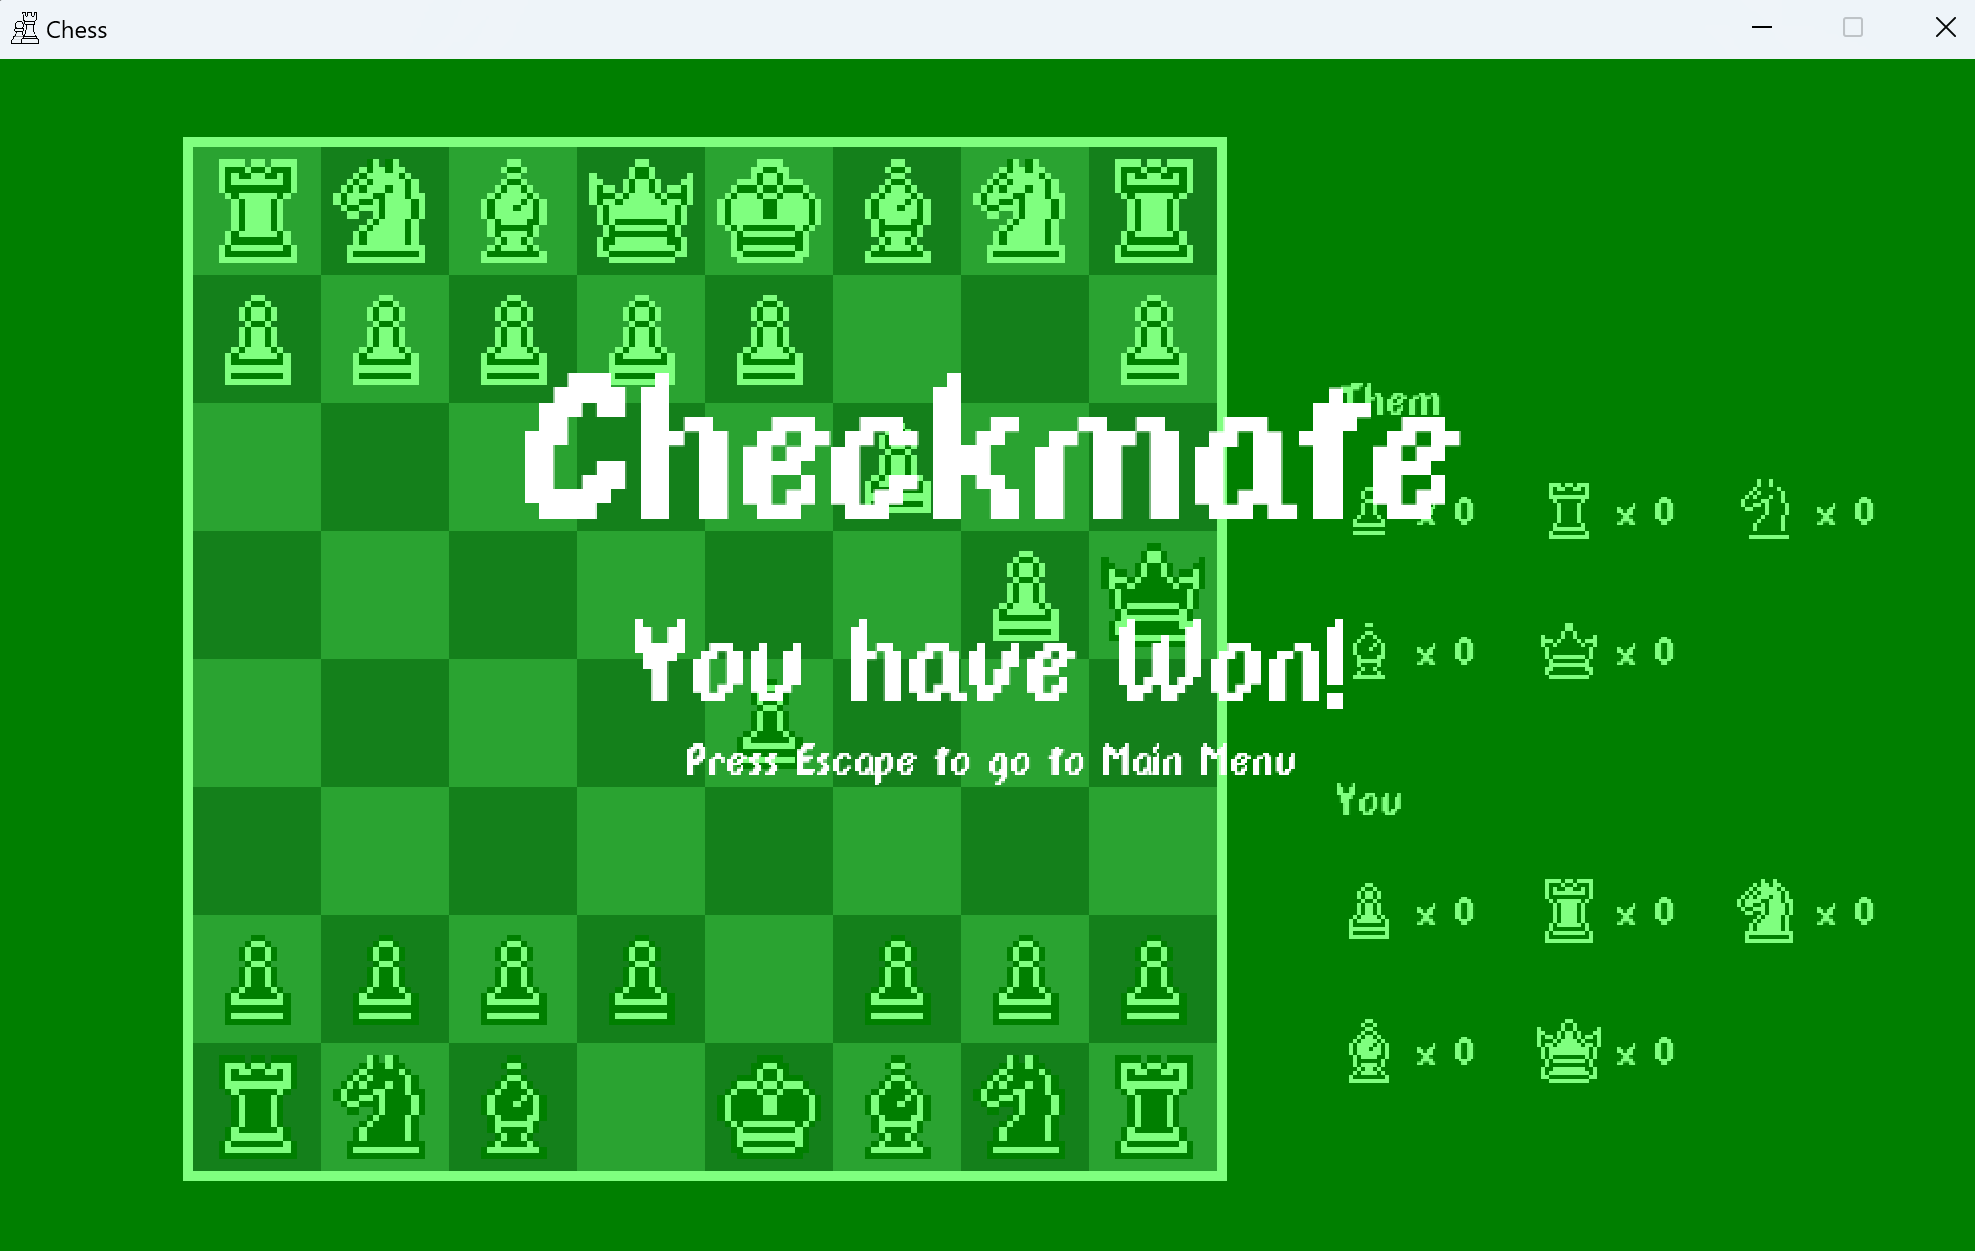 Chess
Checkmate
Them
x 0 x 0 x 0
You have Won!
x 0 x 0
Press Escape to go to Main Menu
You
x 0 x 0 x 0
x 0 x 0